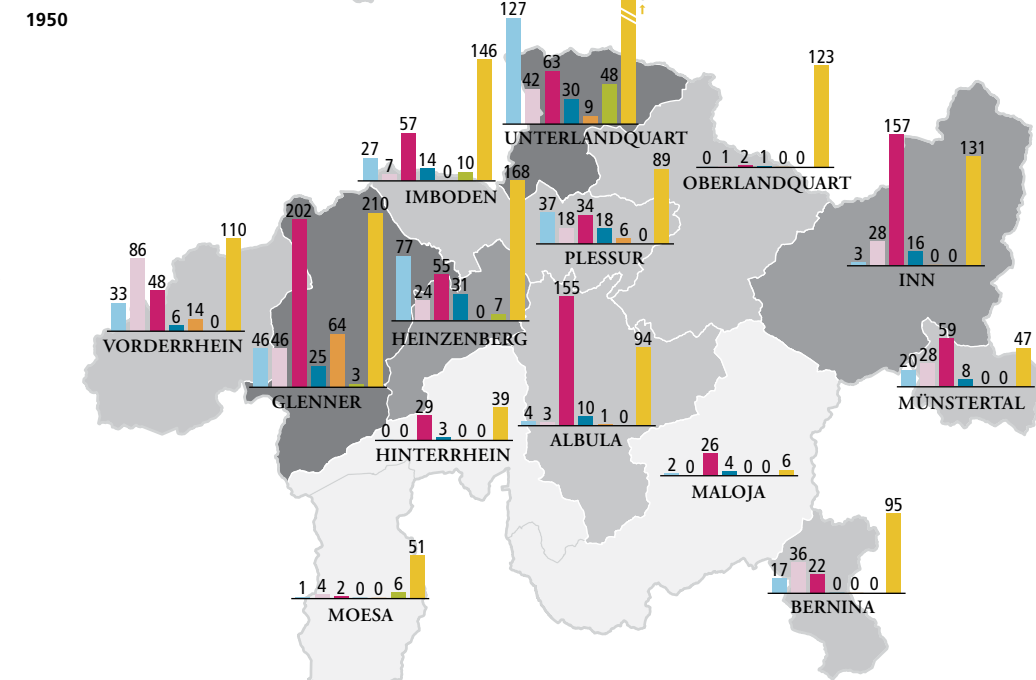 1950
127 42 63 30 9 48 †
UNTERLANDQUART
27 7 57 14 0 10 146
IMBODEN
0 1 2 1 0 0 123
OBERLANDQUART
3 28 157 16 0 0 131
INN
37 18 34 18 6 0 89
PLESSUR
33 86 48 6 14 0 110
VORDERRHEIN
46 46 202 25 64 3 210
GLENNER
77 24 55 31 0 7 168
HEINZENBERG
20 28 59 8 0 0 47
MÜNSTERTAL
0 0 29 3 0 0 39
HINTERRHEIN
4 3 155 10 1 0 94
ALBULA
2 0 26 4 0 0 6
MALOJA
17 36 22 0 0 0 95
BERNINA
1 4 2 0 0 6 51
MOESA